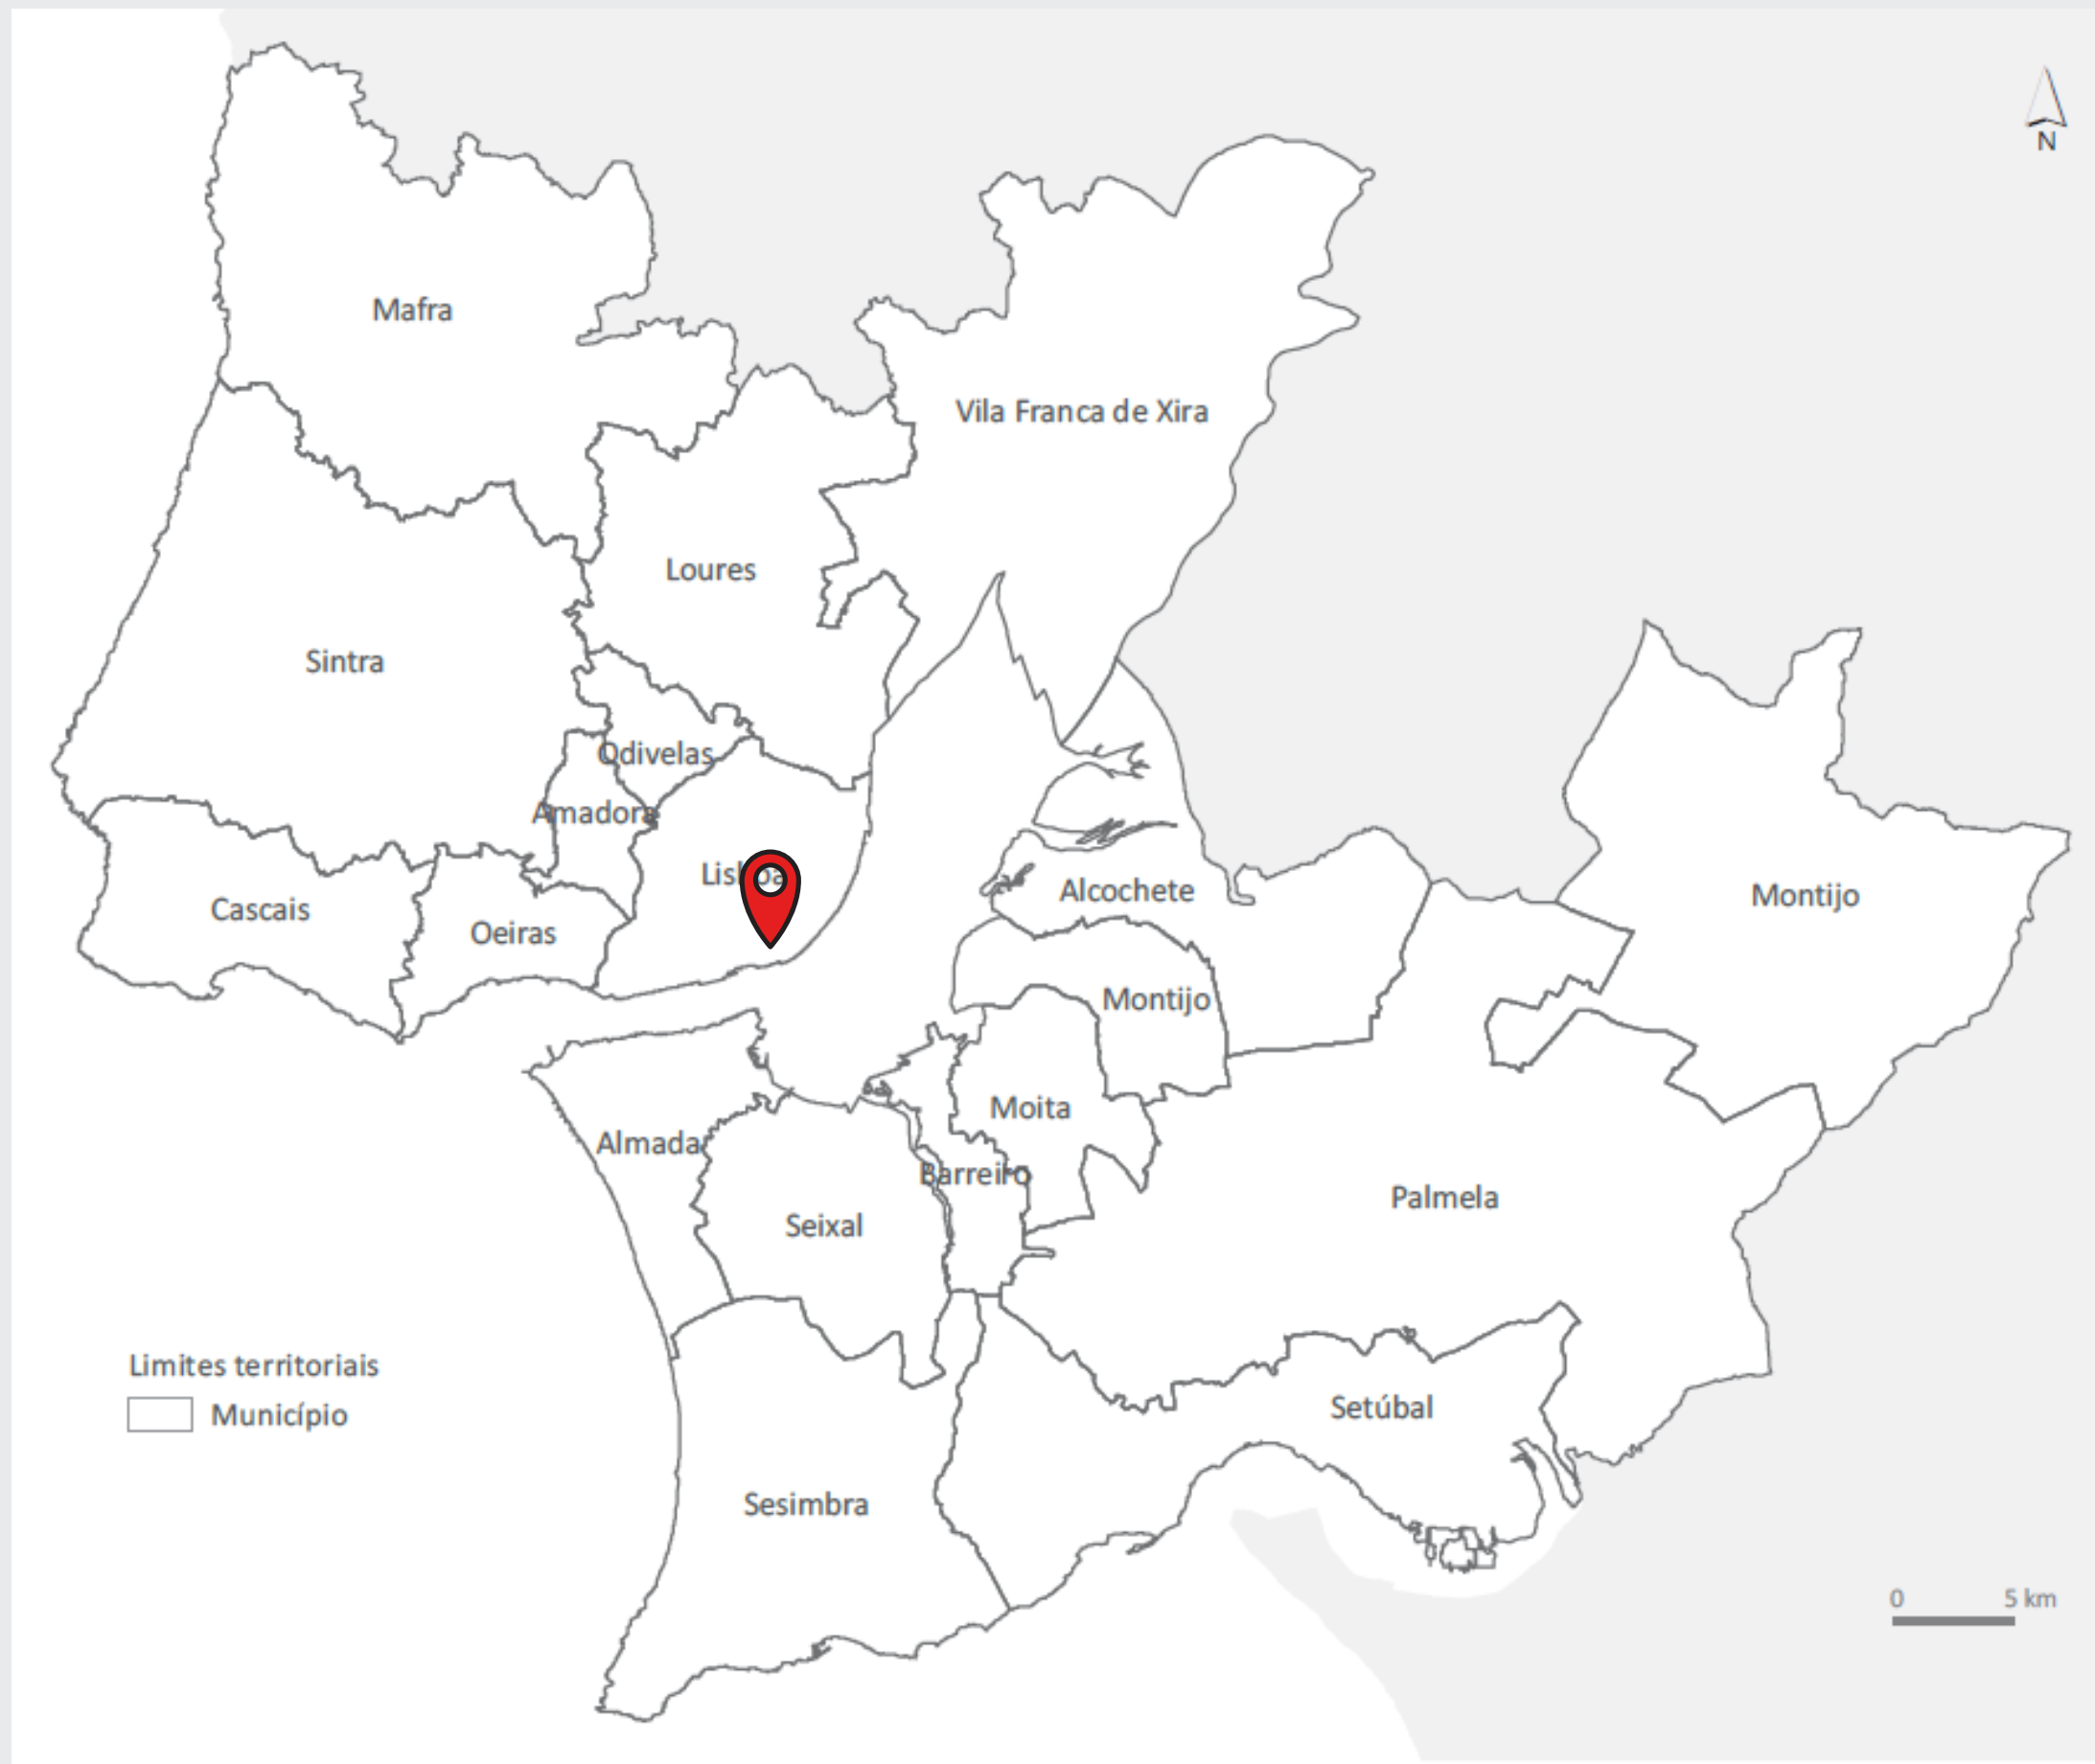 N
Mafra
Vila Franca de Xira
Loures
Sintra
Odivelas
Amadora
Lisboa
Alcochete
Montijo
Cascais
Oeiras
Montijo
Moita
Almada
Barreiro
Palmela
Seixal
Limites territoriais
Município
Setúbal
Sesimbra
0 5 km